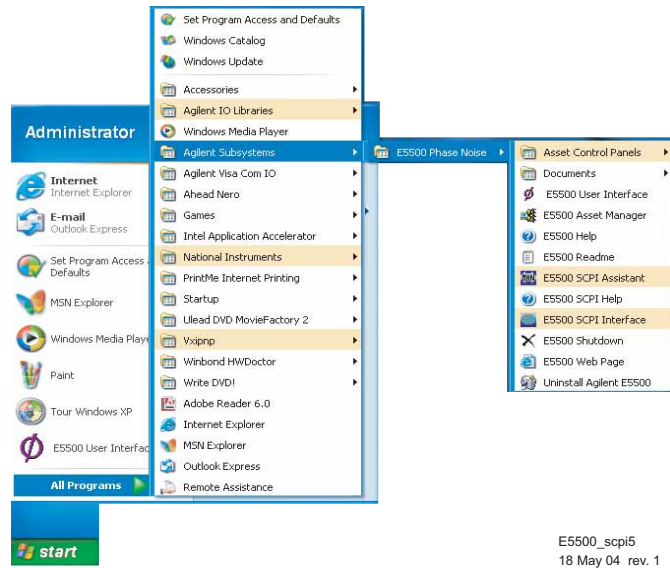 Set Program Access and Defaults
Windows Catalog
Windows Update
Accessories
Agilent IO Libraries
Windows Media Player
Agilent Subsystems
Agilent Visa Com IO
Ahead Nero
Games
Intel Application Accelerator
National Instruments
PrintMe Internet Printing
Startup
Ulead DVD MovieFactory 2
Vxipnp
Winbond HWDoctor
Write DVD!
Adobe Reader 6.0
Internet Explorer
MSN Explorer
Outlook Express
Remote Assistance
Administrator
Internet
Internet Explorer
E-mail
Outlook Express
Set Program Access
Defaults
MSN Explorer
Windows Media Playe
Paint
Tour Windows XP
E5500 User Interfac
All Programs
start
E5500 Phase Noise
Asset Control Panels
Documents
E5500 User Interface
E5500 Asset Manager
E5500 Help
E5500 Readme
E5500 SCPI Assistant
E5500 SCPI Help
E5500 SCPI Interface
E5500 Shutdown
E5500 Web Page
Uninstall Agilent E5500
E5500_scpi5
18 May 04 rev. 1